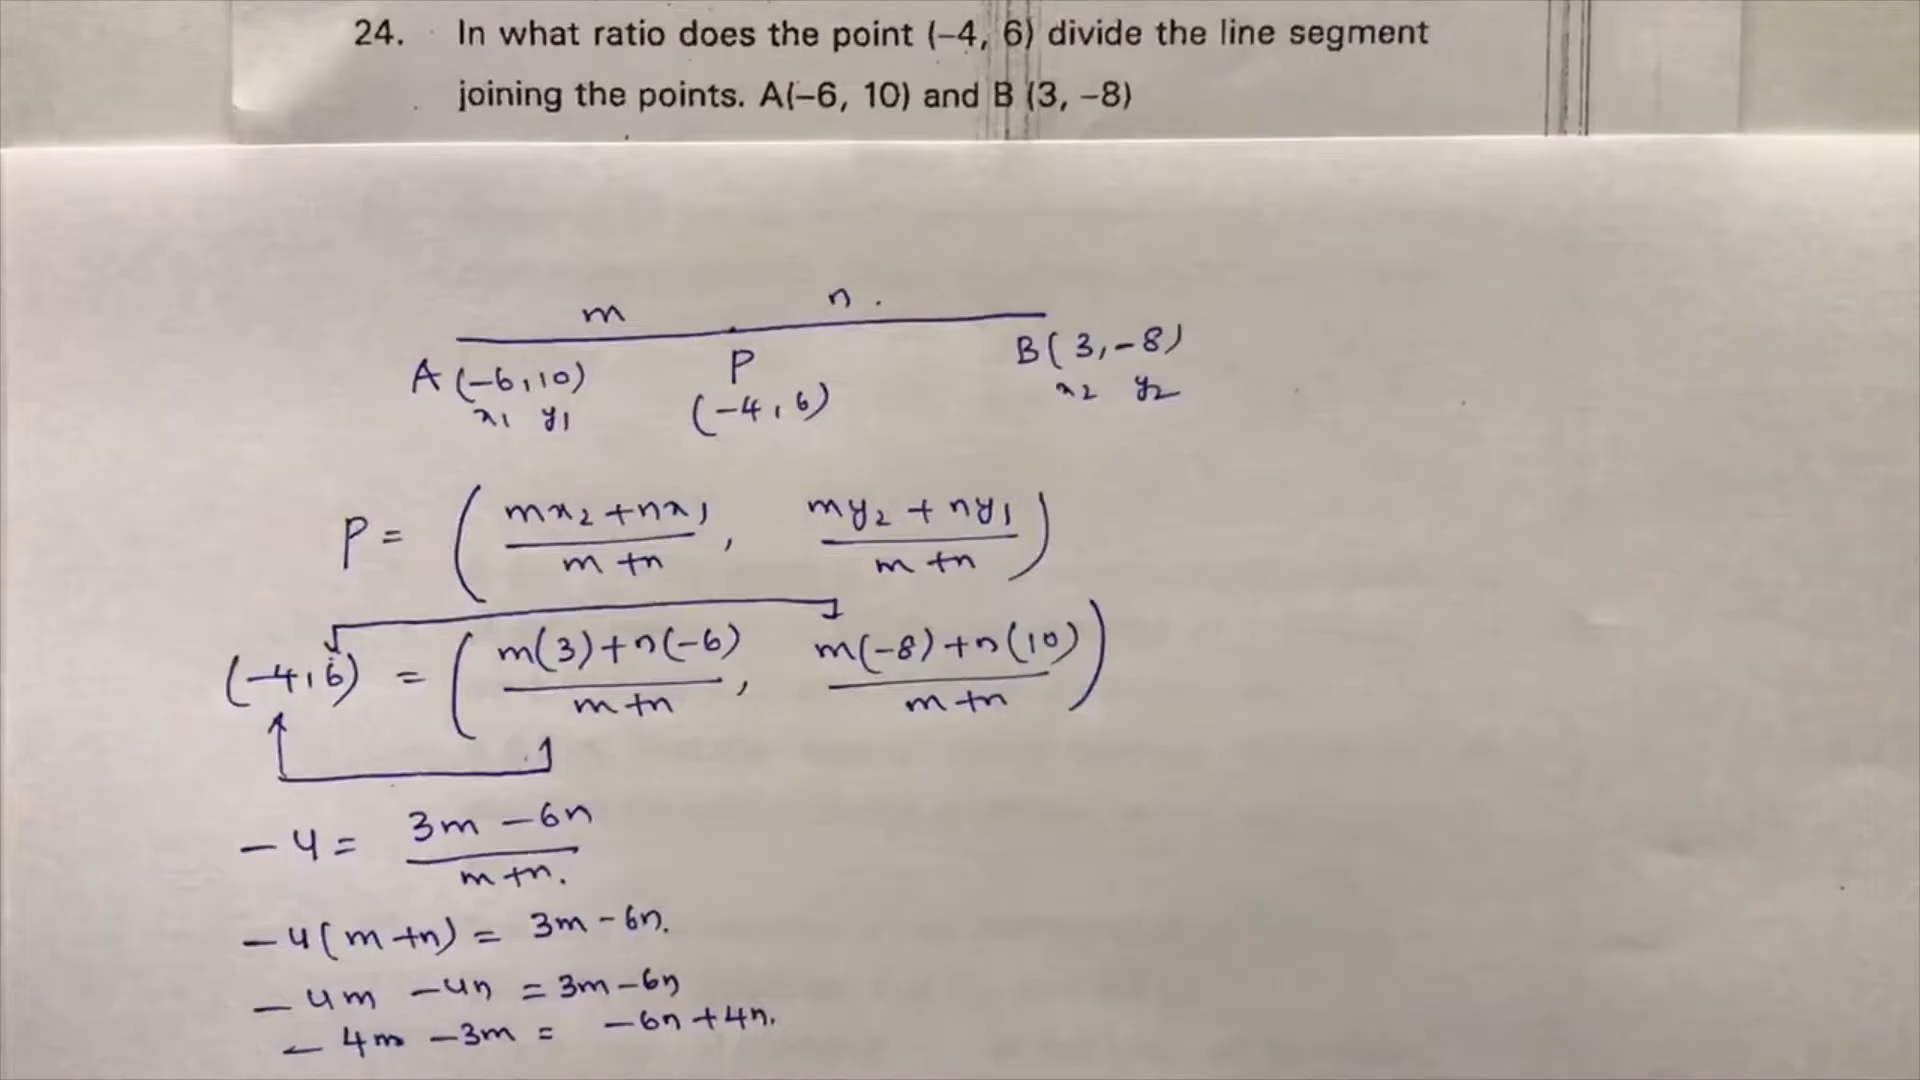 24. In what ratio does the point (–4, 6) divide the line segment
joining the points. A(–6, 10) and B (3, –8)
m n .
A (-6,10) P B( 3,-8)
x1 y1 (-4,6) x2 y2
P = ( mx2+nx1 / m+n , my2 + ny1 / m+n )
(-4,6) = ( m(3)+n(-6) / m+n , m(-8)+n(10) / m+n )
-4 = 3m -6n / m+n.
-4(m+n) = 3m-6n.
-4m -4n = 3m-6n
-4m -3m = -6n+4n.